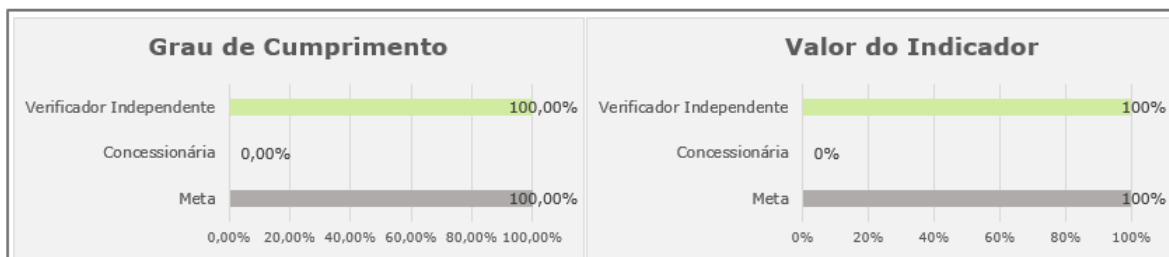 Grau de Cumprimento
Verificador Independente 100,00%
Concessionária 0,00%
Meta 100,00%
0,00% 20,00% 40,00% 60,00% 80,00% 100,00%
Valor do Indicador
Verificador Independente 100%
Concessionária 0%
Meta 100%
0% 20% 40% 60% 80% 100%